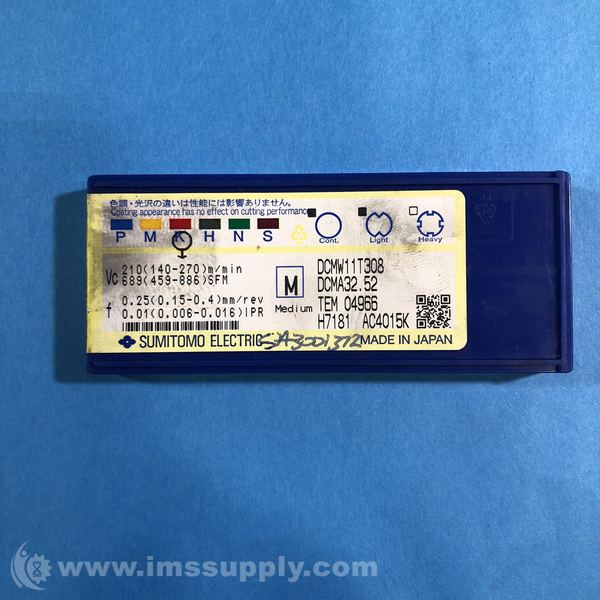 色調・光沢の違いは性能には影響ありません。
Coating appearance has no effect on cutting performance
P M K H N S
Cont. Light Heavy
Vc 210(140-270)m/min
689(459-886)SFM
f 0.25(0.15-0.4)mm/rev
0.01(0.006-0.016)IPR
M
Medium
DCMW11T308
DCMA32.52
TEM 04966
H7181 AC4015K
SUMITOMO ELECTRIC
SA3001372
MADE IN JAPAN
www.imssupply.com